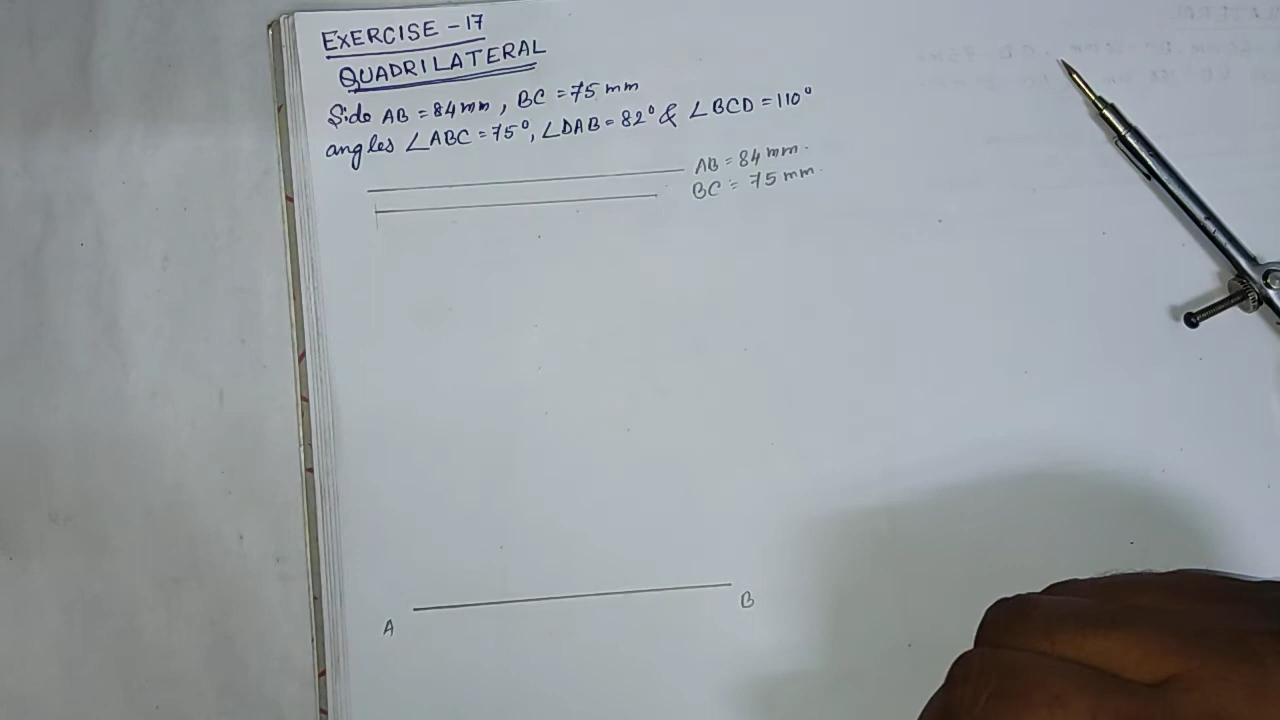 EXERCISE - 17
QUADRILATERAL
Side AB = 84 mm, BC = 75 mm
angles ∠ABC = 75°, ∠DAB = 82° & ∠BCD = 110°
AB = 84 mm.
BC = 75 mm.
A
B